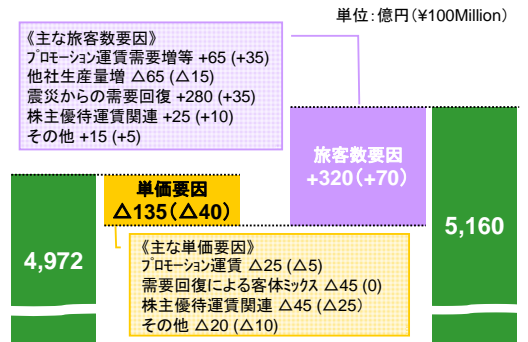 単位：億円（¥100Million）
《主な旅客数要因》
ﾌﾟﾛﾓｰｼｮﾝ運賃需要増等 +65 (+35)
他社生産量増 △65 (△15)
震災からの需要回復 +280 (+35)
株主優待運賃関連 +25 (+10)
その他 +15 (+5)
旅客数要因
+320（+70）
単価要因
△135（△40）
4,972
5,160
《主な単価要因》
ﾌﾟﾛﾓｰｼｮﾝ運賃 △25 (△5)
需要回復による客体ミックス △45 (0)
株主優待運賃関連 △45 (△25)
その他 △20 (△10)